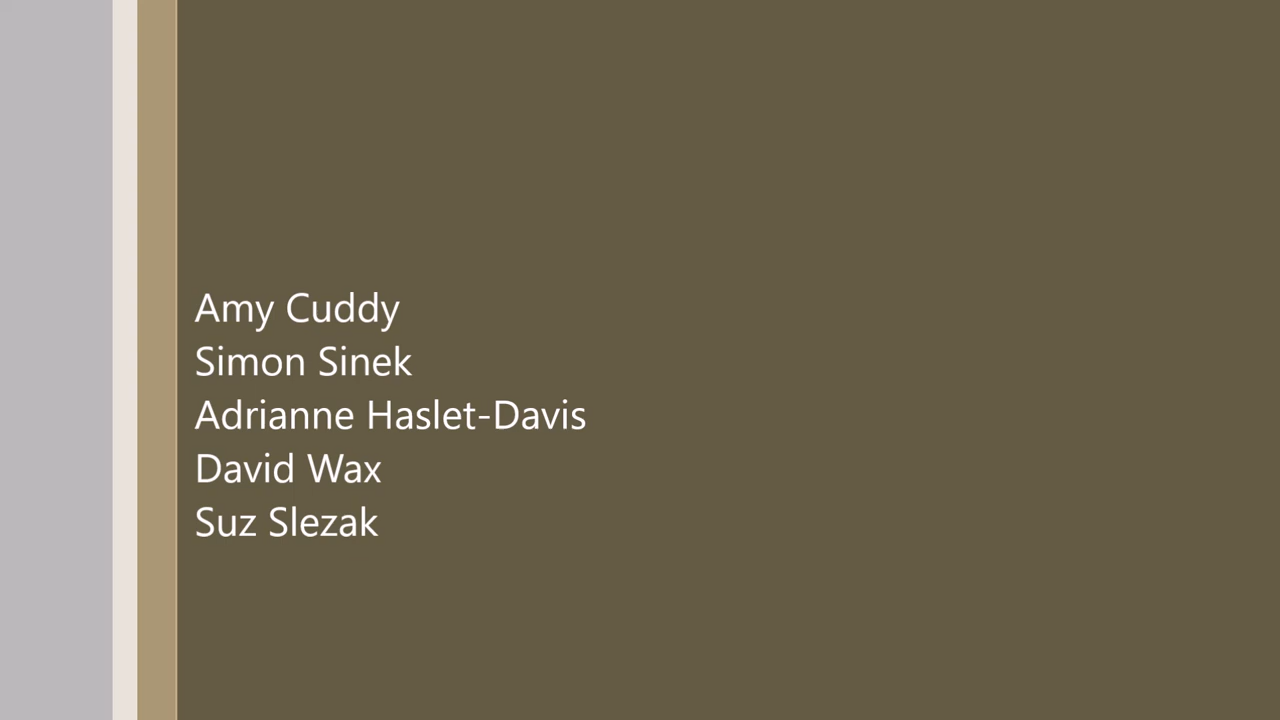 Amy Cuddy
Simon Sinek
Adrianne Haslet-Davis
David Wax
Suz Slezak